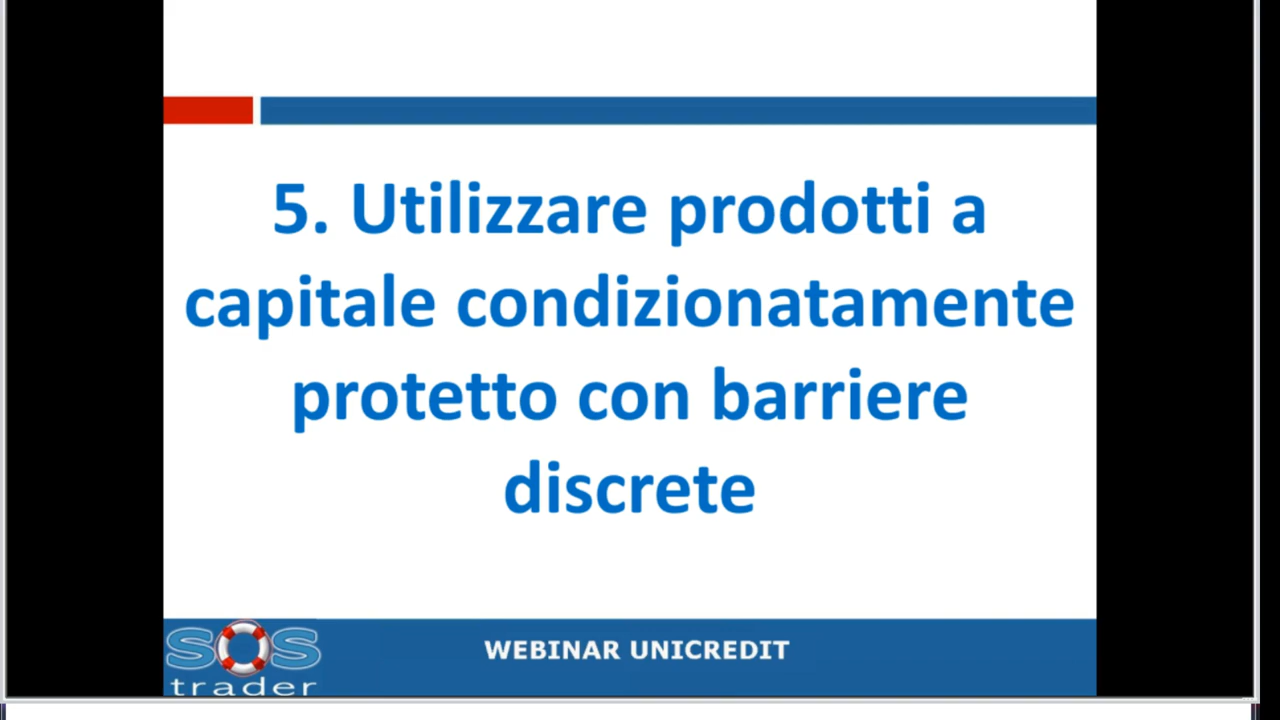 5. Utilizzare prodotti a
capitale condizionatamente
protetto con barriere
discrete
SOS
trader
WEBINAR UNICREDIT